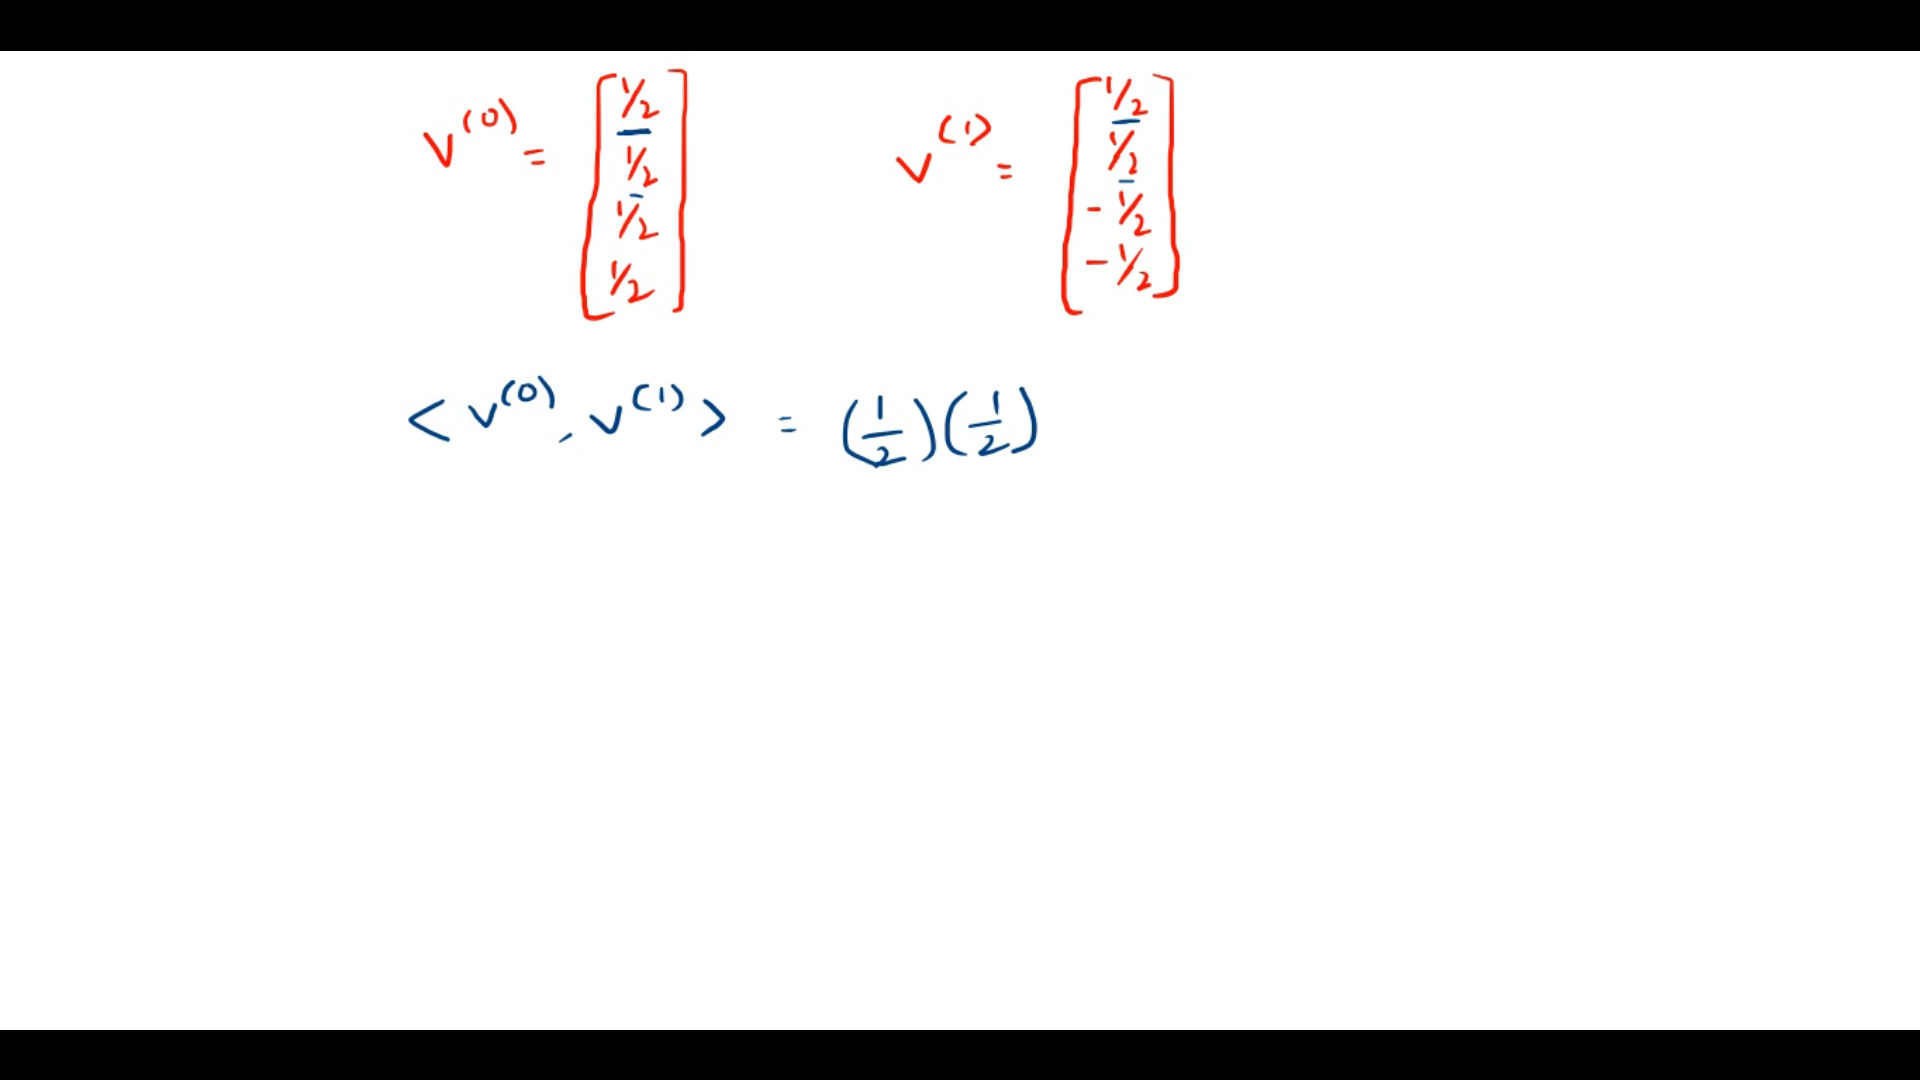 v^(0) = [1/2 1/2 1/2 1/2]
v^(1) = [1/2 1/2 -1/2 -1/2]
< v^(0), v^(1) > = (1/2)(1/2)